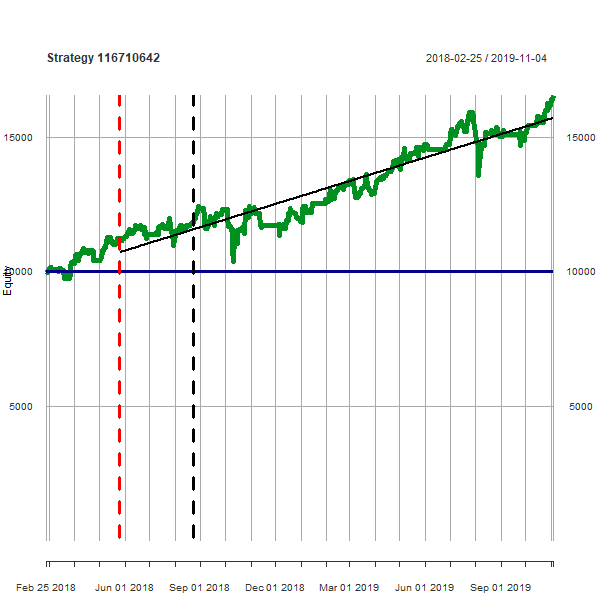 Strategy 116710642
2018-02-25 / 2019-11-04
15000
15000
10000
10000
5000
5000
Equity
Feb 25 2018
Jun 01 2018
Sep 01 2018
Dec 01 2018
Mar 01 2019
Jun 01 2019
Sep 01 2019